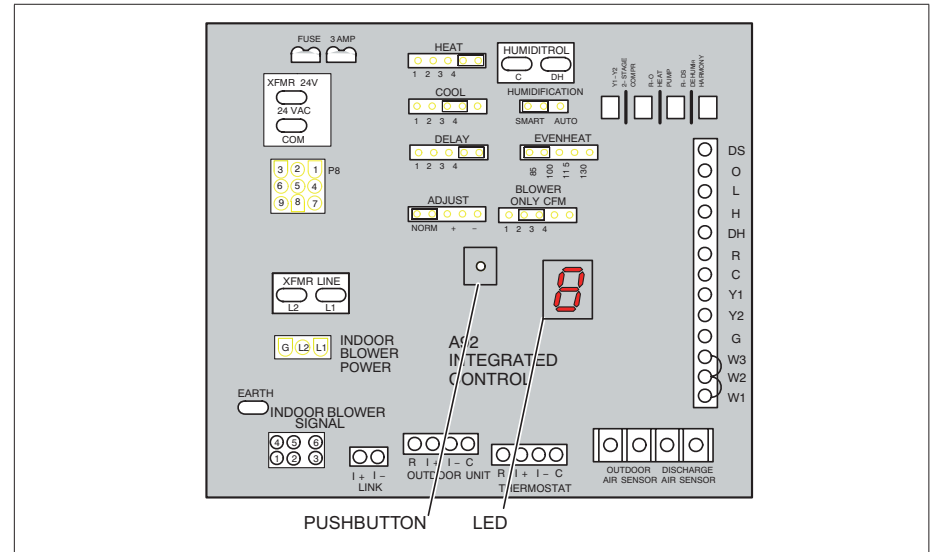 FUSE 3 AMP
XFMR 24V
24 VAC
COM
3 2 1
6 5 4
9 8 7
P8
HEAT
1 2 3 4
COOL
1 2 3 4
DELAY
1 2 3 4
ADJUST
NORM + −
HUMIDITROL
C DH
HUMIDIFICATION
SMART AUTO
EVENHEAT
85 100 11 5 130
BLOWER
ONLY CFM
1 2 3 4
Y1-Y2
2-STAGE
COMPR
R-O
HEAT
PUMP
R-DS
DEHUM
HARMONY
DS
O
L
H
DH
R
C
Y1
Y2
G
W3
W2
W1
XFMR LINE
L2 L1
G L2 L1
INDOOR
BLOWER
POWER
8
AS2
INTEGRATED
CONTROL
EARTH
INDOOR BLOWER
SIGNAL
4 5 6
1 2 3
I + I −
LINK
R I + I − C
OUTDOOR UNIT
R I + I − C
THERMOSTAT
OUTDOOR
AIR SENSOR
DISCHARGE
AIR SENSOR
PUSHBUTTON
LED